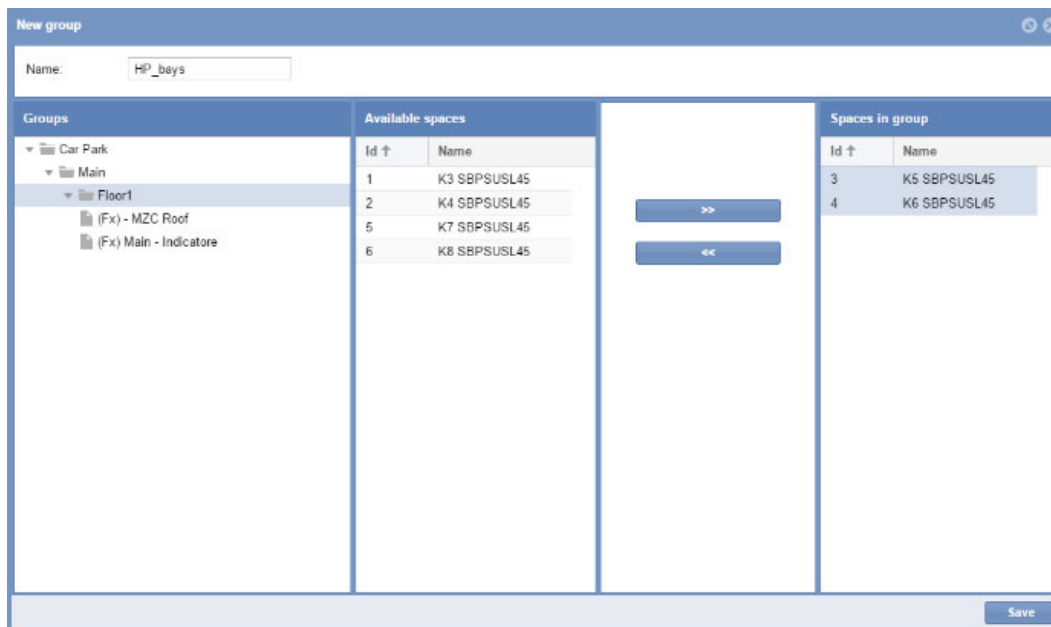 New group
Name: HP_bays
Groups
Car Park
Main
Floor1
(Fx) - MZC Roof
(Fx) Main - Indicatore
Available spaces
Id Name
1 K3 SBPSUSL45
2 K4 SBPSUSL45
5 K7 SBPSUSL45
6 K8 SBPSUSL45
>>
<<
Spaces in group
Id Name
3 K5 SBPSUSL45
4 K6 SBPSUSL45
Save